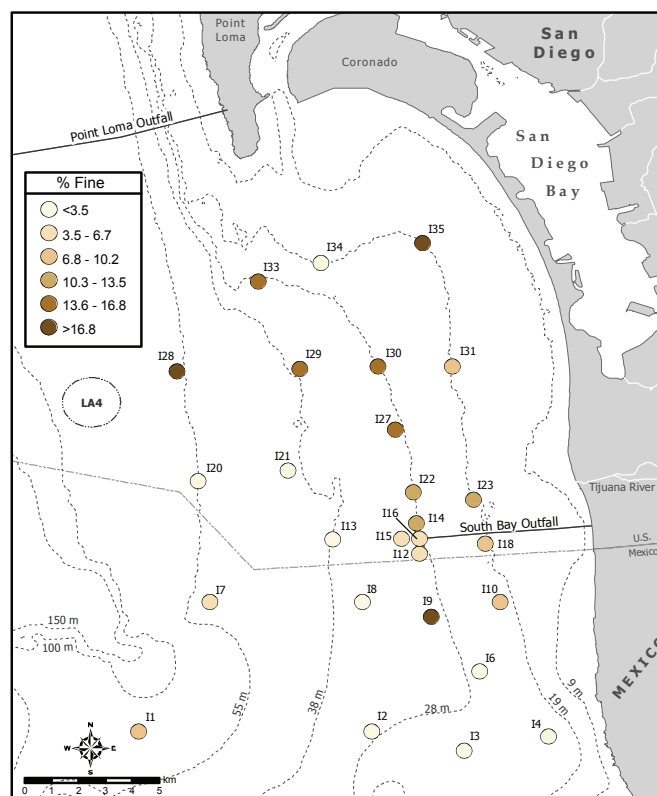 Point
Loma
San
Diego
Coronado
Point Loma Outfall
San
Diego
Bay
% Fine
<3.5
3.5 - 6.7
6.8 - 10.2
10.3 - 13.5
13.6 - 16.8
>16.8
I35
I34
I33
I28
I29
I30
I31
LA4
I27
I21
I20
I22
I23
Tijuana River
I16
I14
South Bay Outfall
I13
I15
I18
U.S.
Mexico
I12
I7
I8
I9
I10
150 m
100 m
I6
MEXICO
55 m
38 m
28 m
19 m
9 m
I1
I2
I3
I4
N
W
E
S
0 1 2 3 4 5
km